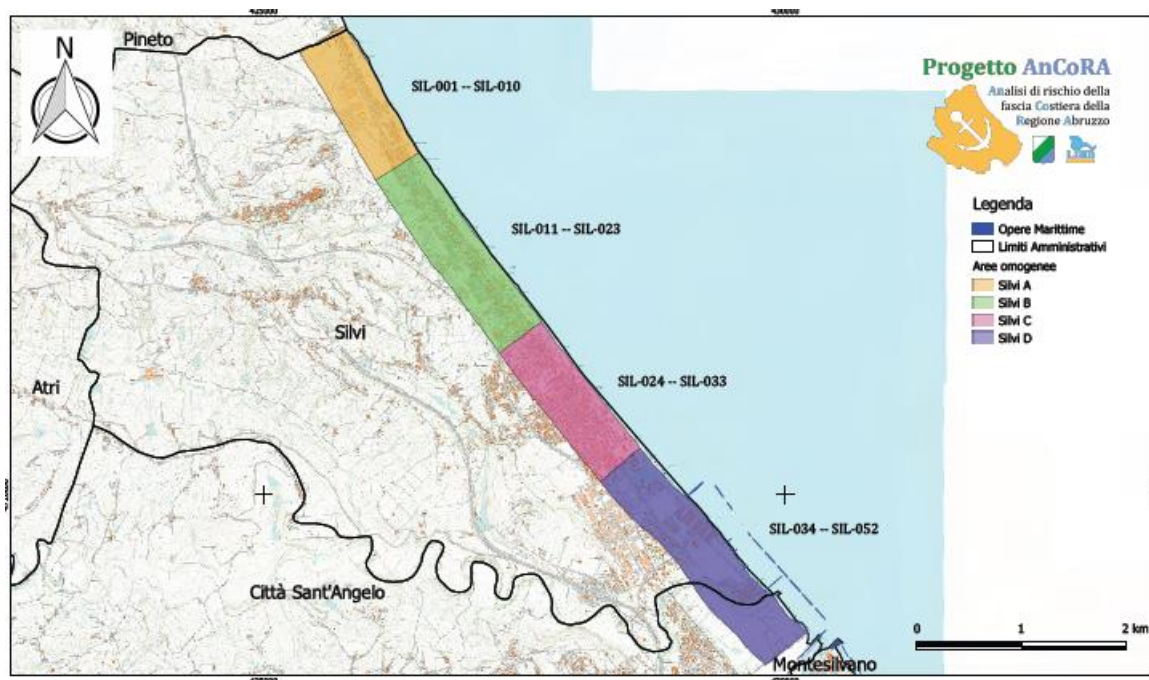 425000
430000
N
Pineto
SIL-001 -- SIL-010
Progetto AnCoRA
Analisi di rischio della
fascia Costiera della
Regione Abruzzo
Legenda
Opere Marittime
Limiti Amministrativi
Aree omogenee
Silvi A
Silvi B
Silvi C
Silvi D
SIL-011 -- SIL-023
Silvi
SIL-024 -- SIL-033
Atri
SIL-034 -- SIL-052
Città Sant'Angelo
0 1 2 km
Montesilvano